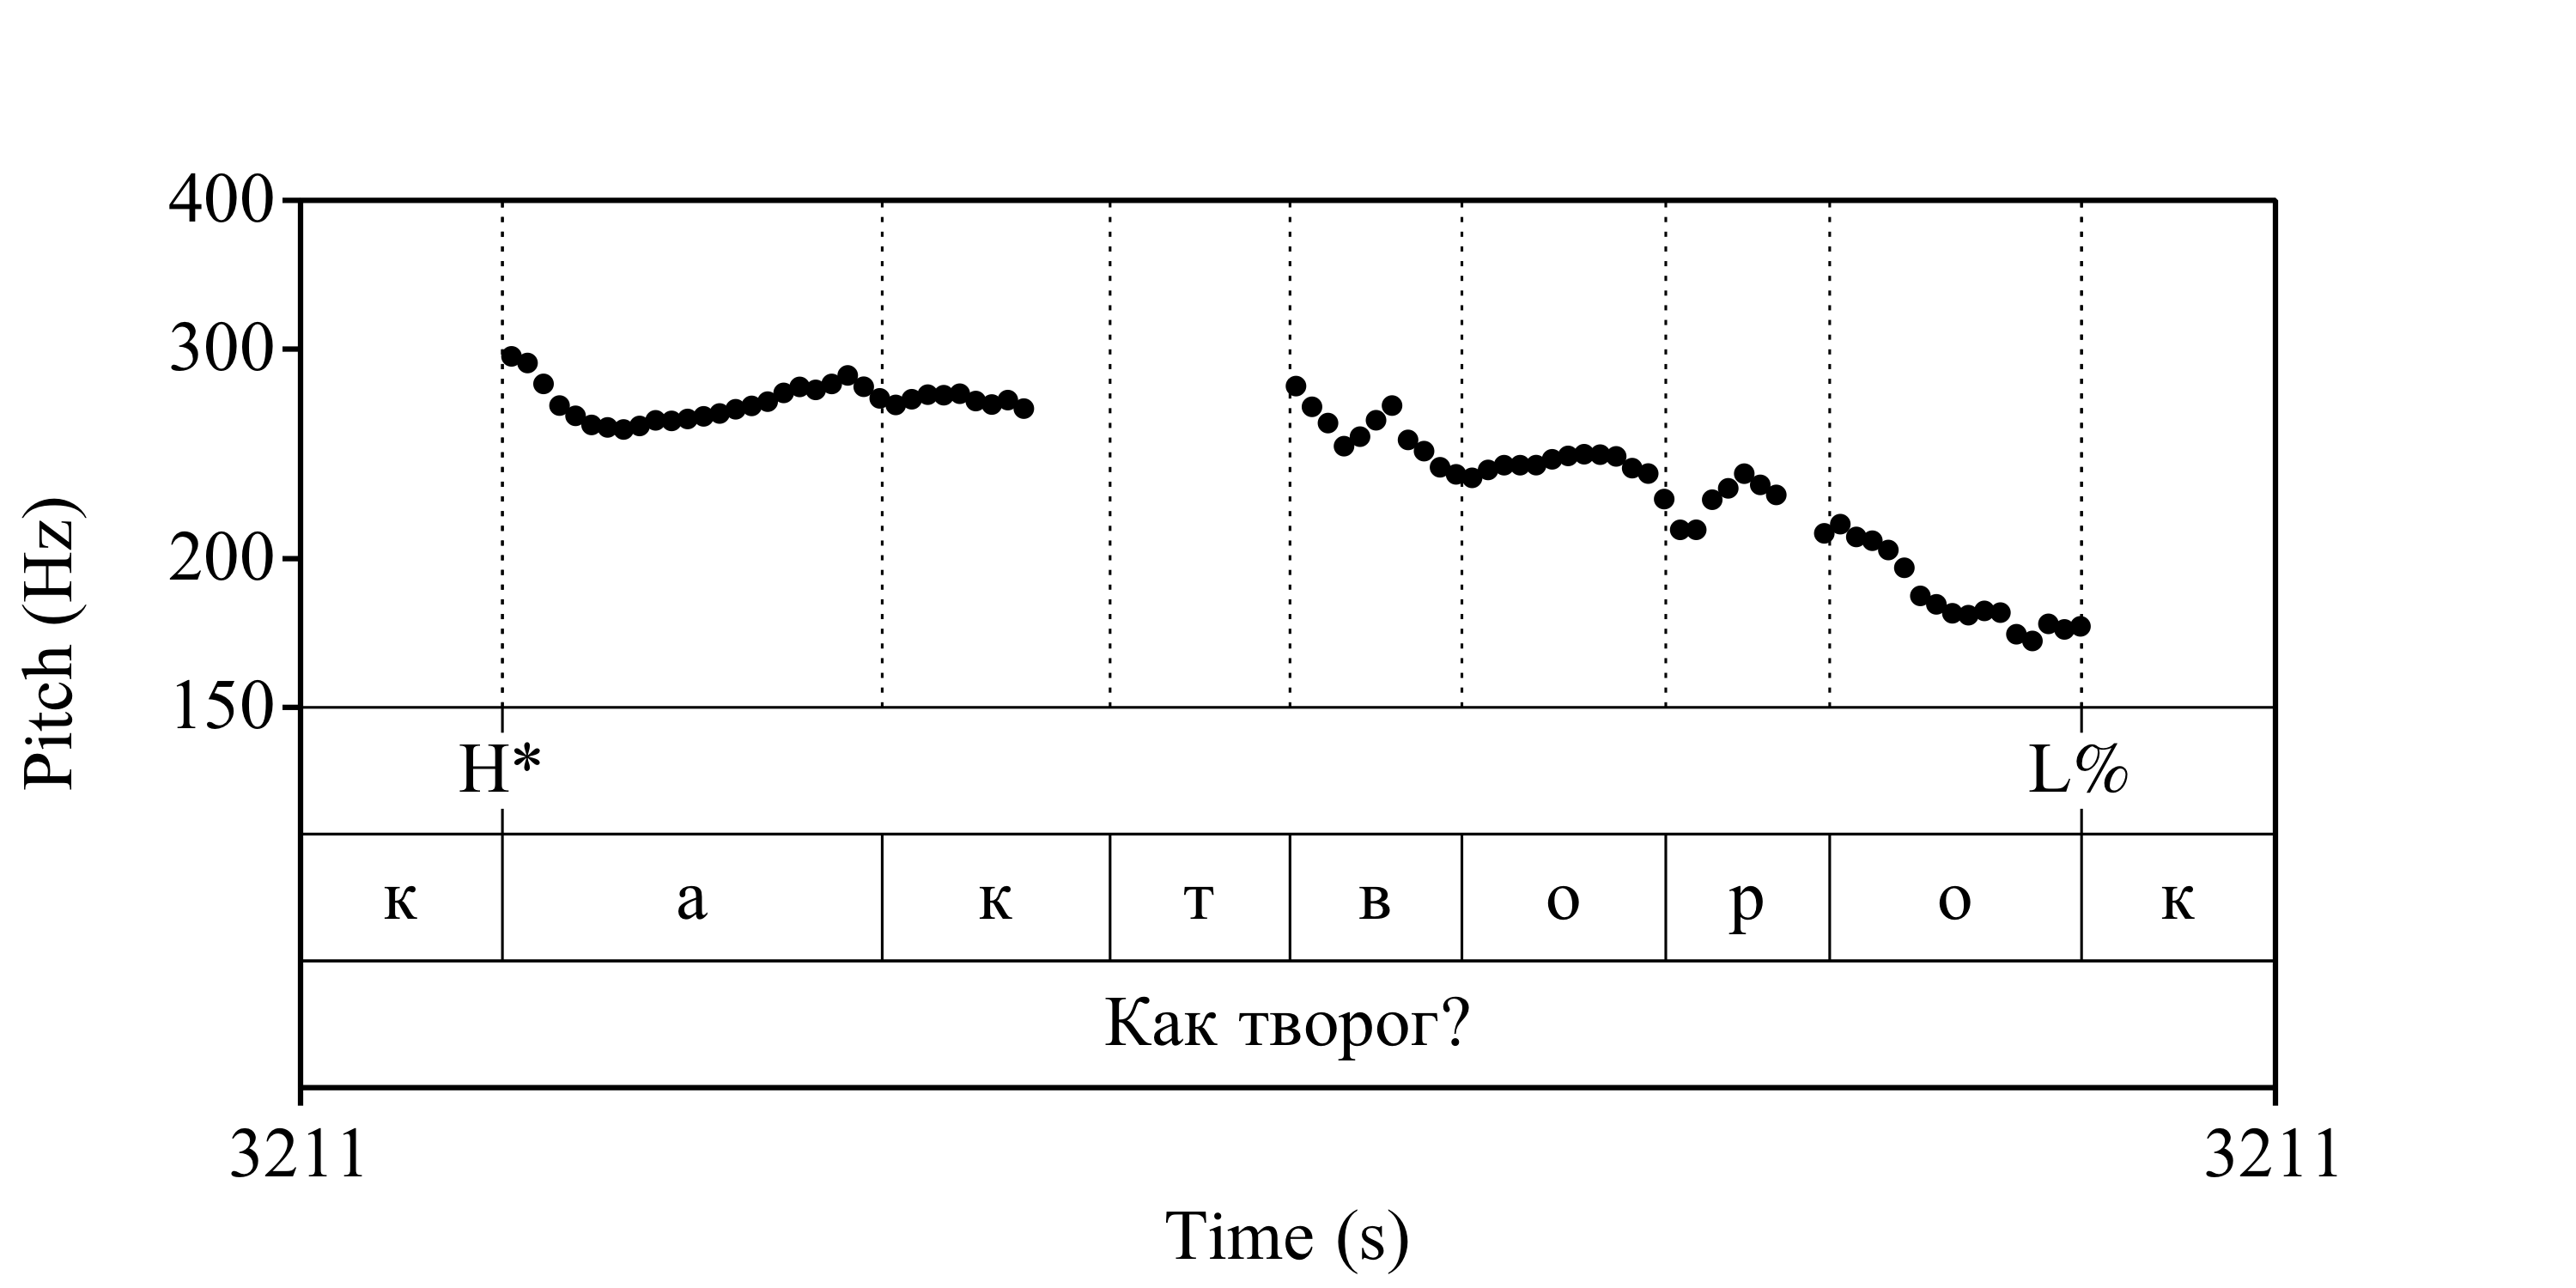 400
300
200
150
Pitch (Hz)
H* L%
к а к т в о р о к
Как творог?
3211 3211
Time (s)